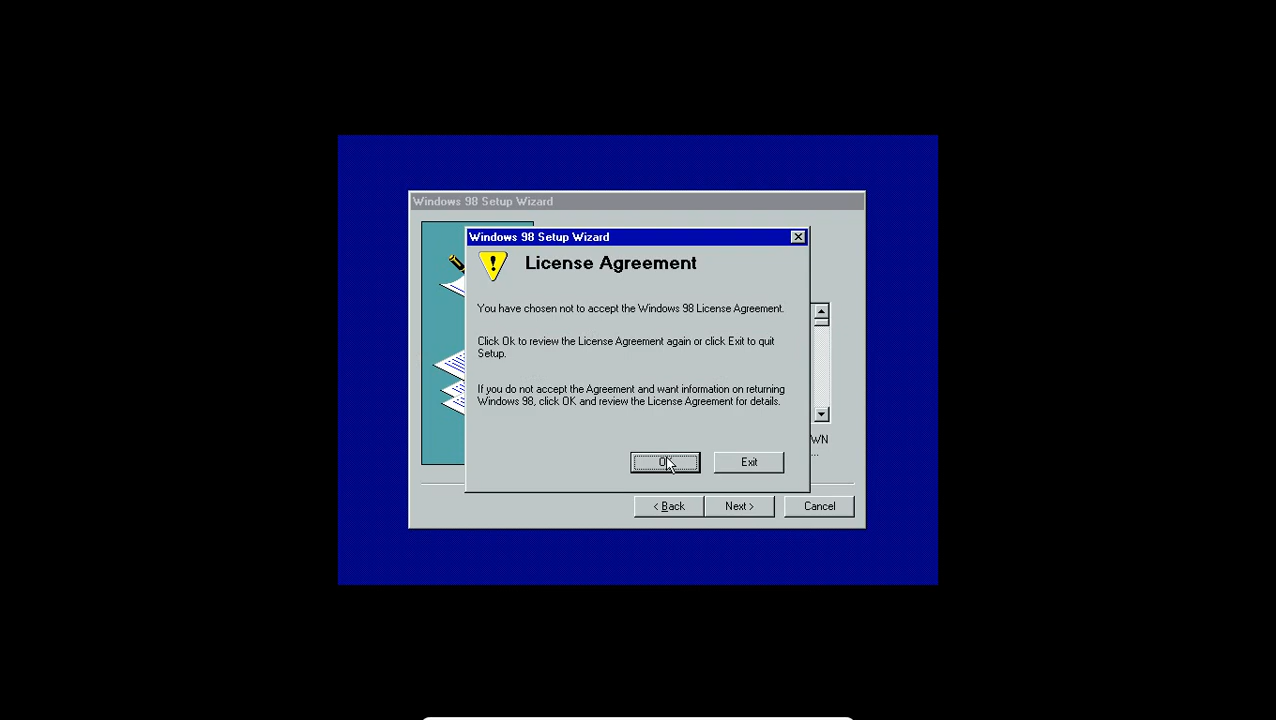 Windows 98 Setup Wizard
Windows 98 Setup Wizard
License Agreement
You have chosen not to accept the Windows 98 License Agreement.
Click Ok to review the License Agreement again or click Exit to quit
Setup.
If you do not accept the Agreement and want information on returning
Windows 98, click OK and review the License Agreement for details.
WN
...
Exit
< Back
Next >
Cancel